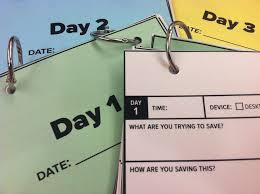 Day 2
DATE:
Day 3
DATE:
Day 1
DATE:
DAY 1
TIME:
DEVICE: □ DESK
WHAT ARE YOU TRYING TO SAVE?
HOW ARE YOU SAVING THIS?